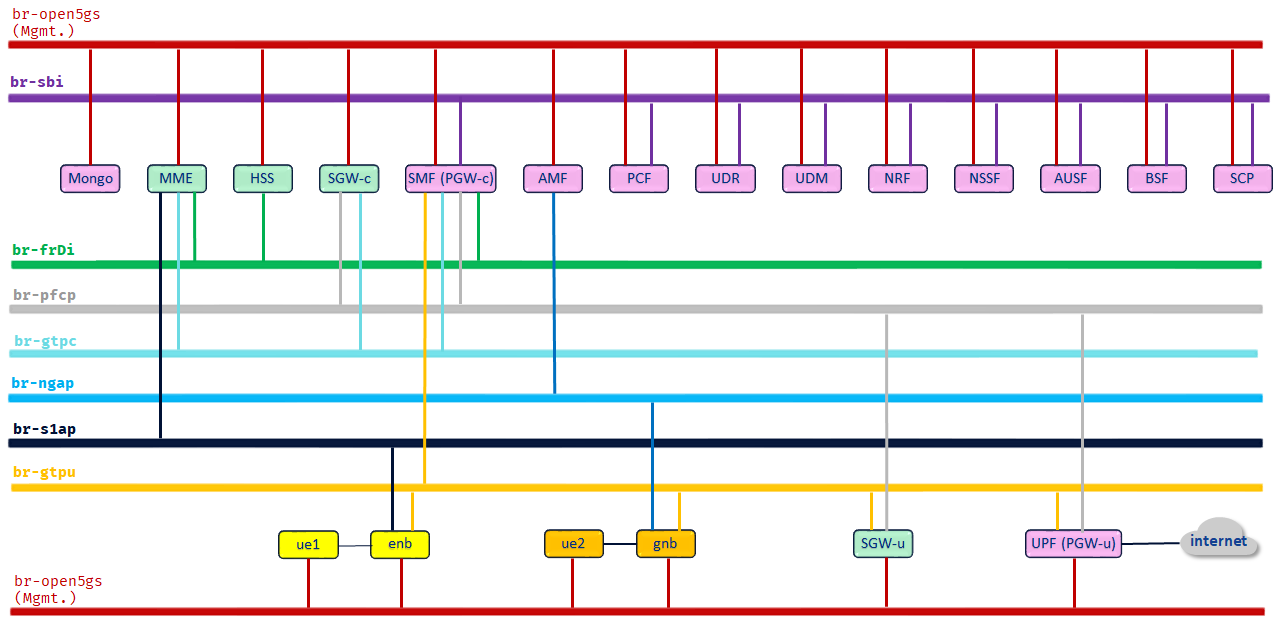 br-open5gs
(Mgmt.)
br-sbi
Mongo
MME
HSS
SGW-c
SMF (PGW-c)
AMF
PCF
UDR
UDM
NRF
NSSF
AUSF
BSF
SCP
br-frDi
br-pfcp
br-gtpc
br-ngap
br-s1ap
br-gtpu
ue1
enb
ue2
gnb
SGW-u
UPF (PGW-u)
internet
br-open5gs
(Mgmt.)